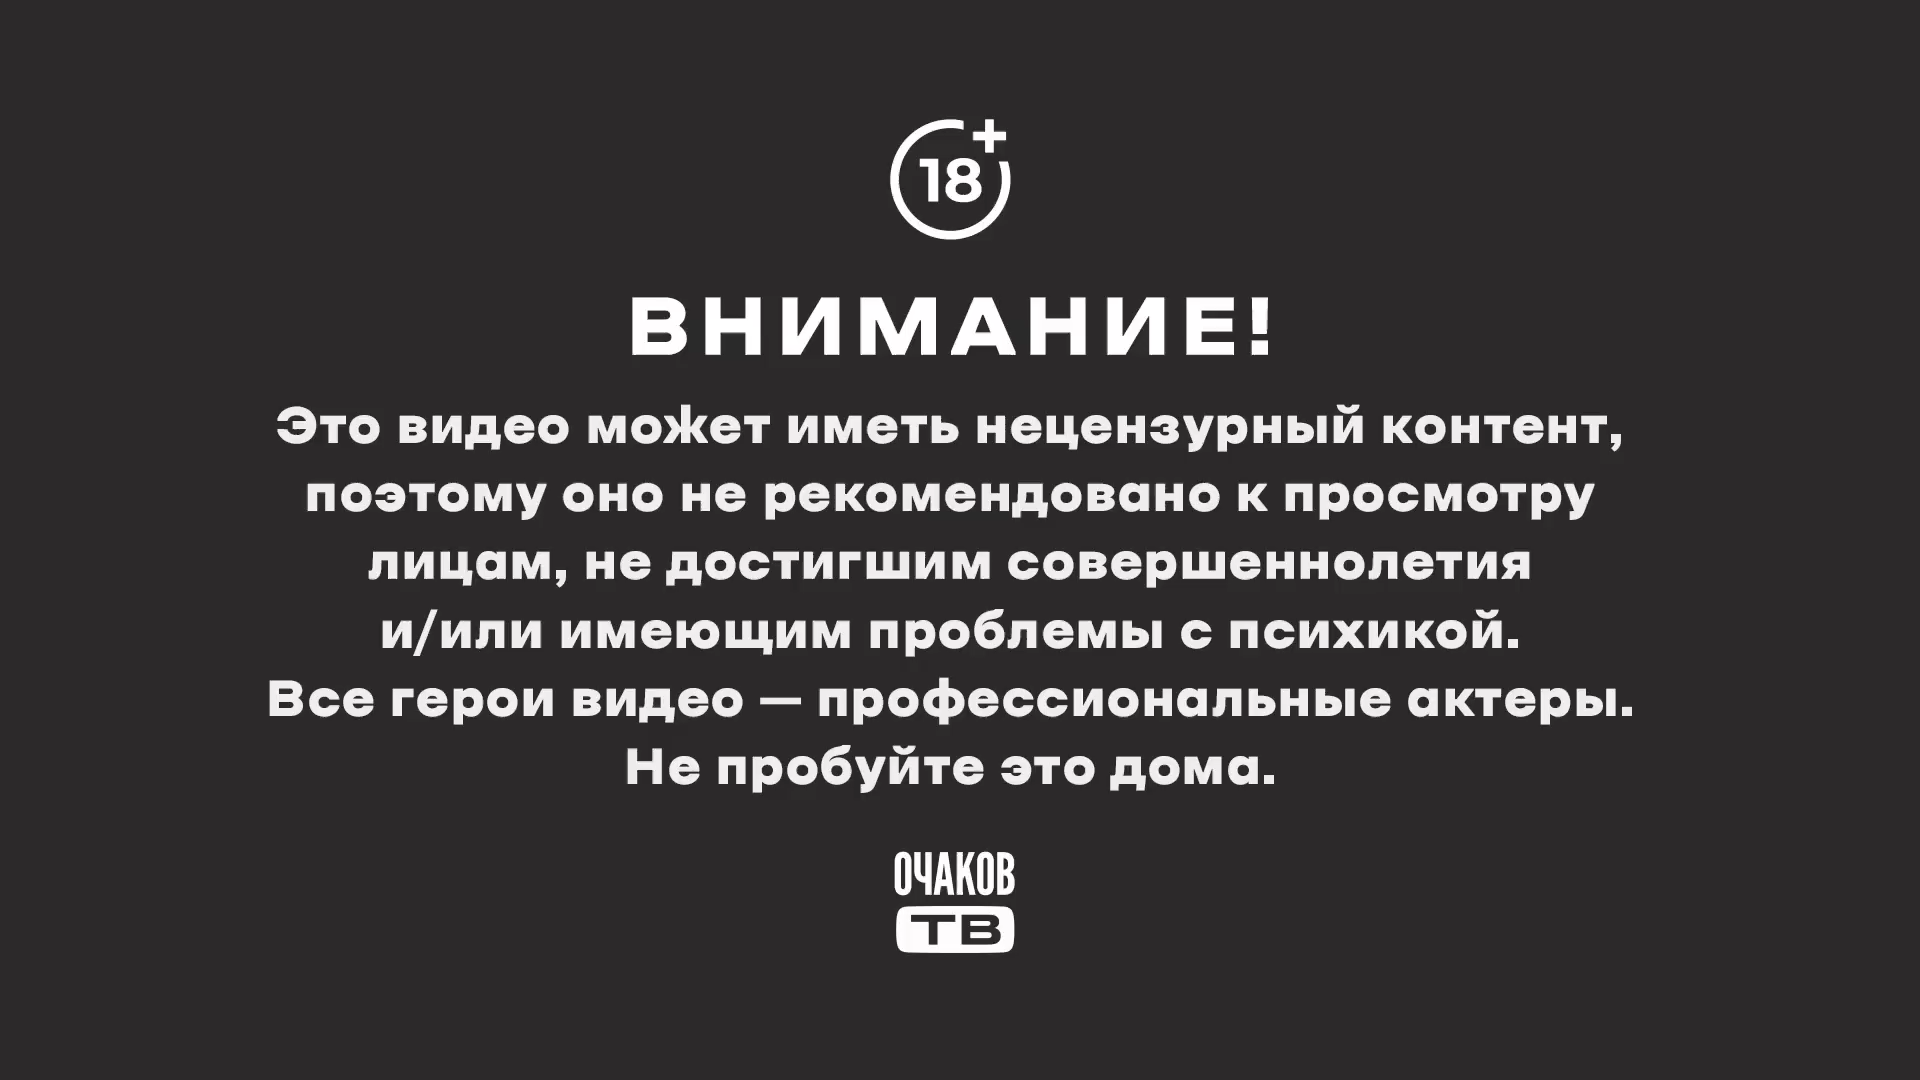 18+
ВНИМАНИЕ!
Это видео может иметь нецензурный контент,
поэтому оно не рекомендовано к просмотру
лицам, не достигшим совершеннолетия
и/или имеющим проблемы с психикой.
Все герои видео — профессиональные актеры.
Не пробуйте это дома.
ОЧАКОВ
ТВ